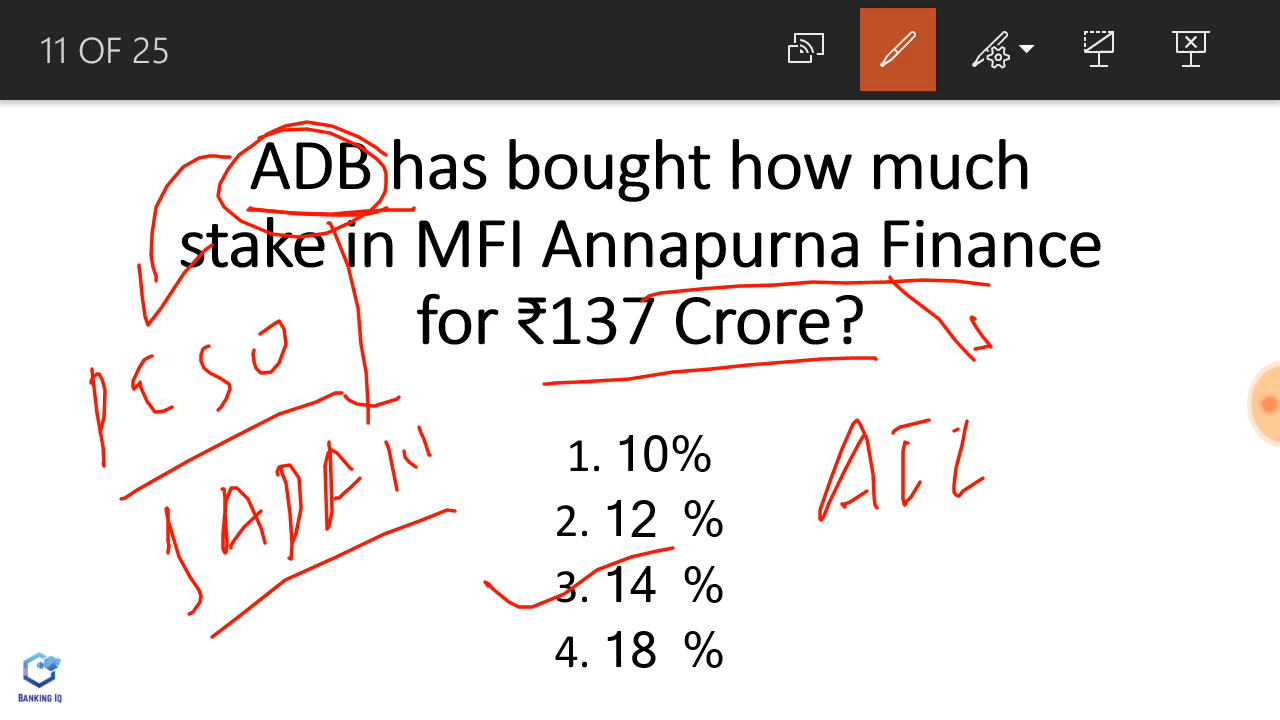 11 OF 25
ADB has bought how much
stake in MFI Annapurna Finance
for ₹137 Crore?
PESO
JAPAN
1. 10%
2. 12 %
3. 14 %
4. 18 %
BANKING IQ